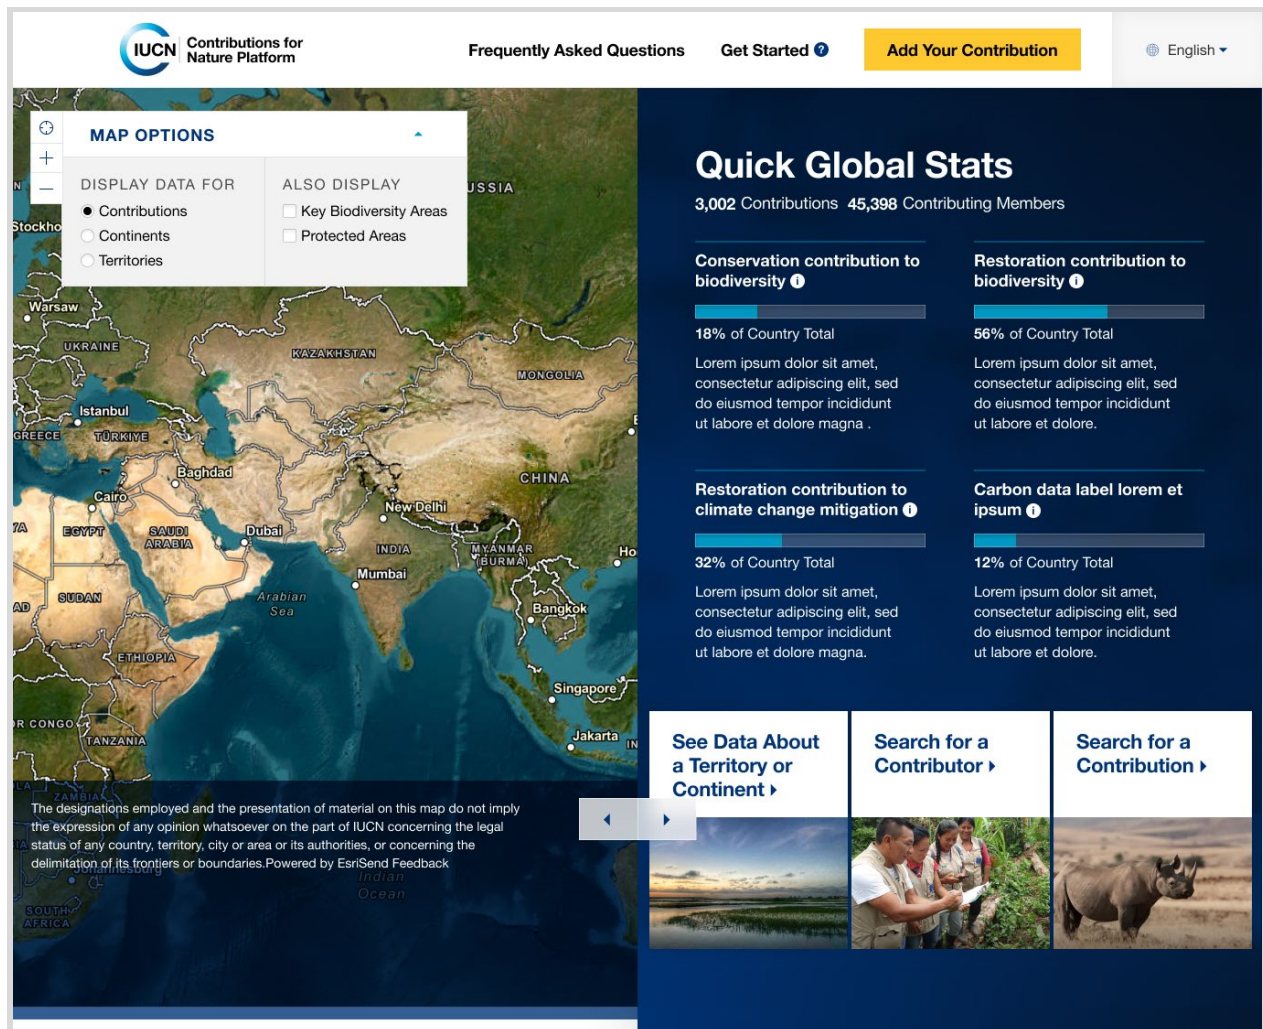 IUCN
Contributions for
Nature Platform
Frequently Asked Questions
Get Started ?
Add Your Contribution
English
MAP OPTIONS
DISPLAY DATA FOR
Contributions
Continents
Territories
ALSO DISPLAY
Key Biodiversity Areas
Protected Areas
USSIA
Stockho
Warsaw
UKRAINE
KAZAKHSTAN
MONGOLIA
Istanbul
GREECE
TÜRKIYE
Baghdad
CHINA
Cairo
New Delhi
YA
EGYPT
SAUDI
ARABIA
Dubai
INDIA
MYANMAR
(BURMA)
Ho
Mumbai
AD
SUDAN
Arabian
Sea
Bangkok
ETHIOPIA
Singapore
R CONGO
TANZANIA
Jakarta
IN
LA
ZAMBIA
The designations employed and the presentation of material on this map do not imply
the expression of any opinion whatsoever on the part of IUCN concerning the legal
status of any country, territory, city or area or its authorities, or concerning the
delimitation of its frontiers or boundaries.Powered by EsriSend Feedback
Johannesburg
Indian
Ocean
SOUTH
AFRICA
Quick Global Stats
3,002 Contributions 45,398 Contributing Members
Conservation contribution to
biodiversity i
18% of Country Total
Lorem ipsum dolor sit amet,
consectetur adipiscing elit, sed
do eiusmod tempor incididunt
ut labore et dolore magna .
Restoration contribution to
biodiversity i
56% of Country Total
Lorem ipsum dolor sit amet,
consectetur adipiscing elit, sed
do eiusmod tempor incididunt
ut labore et dolore.
Restoration contribution to
climate change mitigation i
32% of Country Total
Lorem ipsum dolor sit amet,
consectetur adipiscing elit, sed
do eiusmod tempor incididunt
ut labore et dolore magna.
Carbon data label lorem et
ipsum i
12% of Country Total
Lorem ipsum dolor sit amet,
consectetur adipiscing elit, sed
do eiusmod tempor incididunt
ut labore et dolore.
See Data About
a Territory or
Continent
Search for a
Contributor
Search for a
Contribution